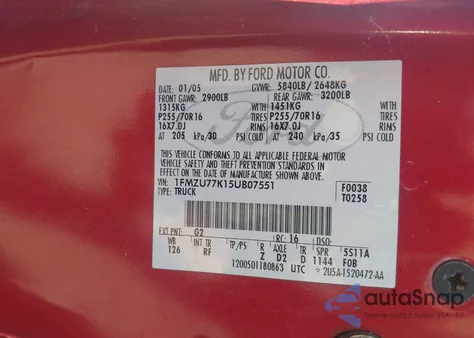 MFD. BY FORD MOTOR CO.
DATE: 01/05 GVWR: 5840LB/ 2648KG
FRONT GAWR: 2900LB REAR GAWR: 3200LB
1315KG WITH 1451KG WITH
P255/70R16 TIRES P255/70R16 TIRES
16X7.0J RIMS 16X7.0J RIMS
AT 205 kPa/30 PSI COLD AT 240 kPa/35 PSI COLD
THIS VEHICLE CONFORMS TO ALL APPLICABLE FEDERAL MOTOR
VEHICLE SAFETY AND THEFT PREVENTION STANDARDS IN EFFECT
ON THE DATE OF MANUFACTURE SHOWN ABOVE.
VIN: 1FMZU77K15UB07551
TYPE: TRUCK
F0038
T0258
EXT PNT: G2 RC: 16 DSO:
WB INT TR TP/PS R AXLE TR SPR 5S11A
126 RF Z D2 D 1144 FOB
12005011808​63 UTC 2U5A-1520472-AA
Ford
autoSnap